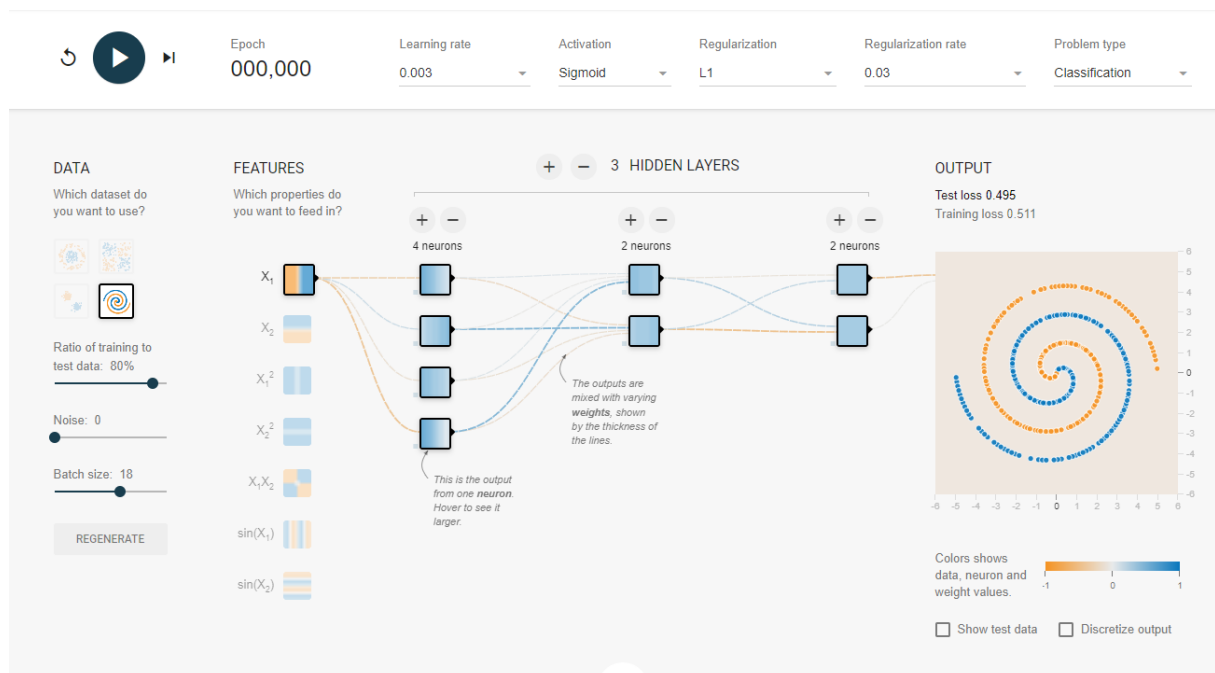 Epoch
000,000
Learning rate
0.003
Activation
Sigmoid
Regularization
L1
Regularization rate
0.03
Problem type
Classification
DATA
Which dataset do
you want to use?
Ratio of training to
test data: 80%
Noise: 0
Batch size: 18
REGENERATE
FEATURES
Which properties do
you want to feed in?
X₁
X₂
X₁²
X₂²
X₁X₂
sin(X₁)
sin(X₂)
+ − 3 HIDDEN LAYERS
+ − + − + −
4 neurons 2 neurons 2 neurons
The outputs are
mixed with varying
weights, shown
by the thickness of
the lines.
This is the output
from one neuron.
Hover to see it
larger.
OUTPUT
Test loss 0.495
Training loss 0.511
6
5
4
3
2
1
0
-1
-2
-3
-4
-5
-6
-6 -5 -4 -3 -2 -1 0 1 2 3 4 5 6
Colors shows
data, neuron and
weight values.
-1 0 1
Show test data
Discretize output